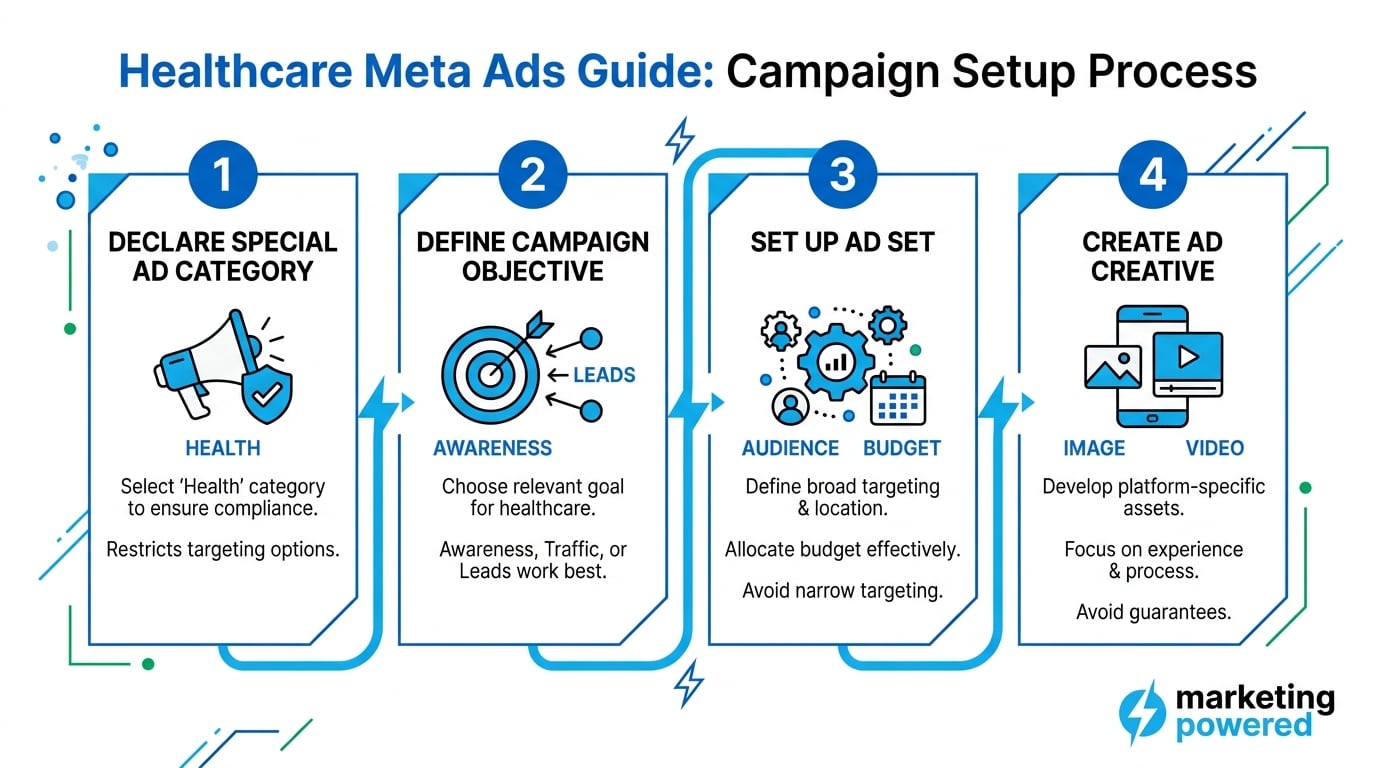 Healthcare Meta Ads Guide: Campaign Setup Process
1
DECLARE SPECIAL
AD CATEGORY
HEALTH
Select ‘Health’ category
to ensure compliance.
Restricts targeting options.
2
DEFINE CAMPAIGN
OBJECTIVE
LEADS
AWARENESS
Choose relevant goal
for healthcare.
Awareness, Traffic, or
Leads work best.
3
SET UP AD SET
AUDIENCE
BUDGET
Define broad targeting
& location.
Allocate budget effectively.
Avoid narrow targeting.
4
CREATE AD
CREATIVE
IMAGE
VIDEO
Develop platform-specific
assets.
Focus on experience
& process.
Avoid guarantees.
marketing
powered